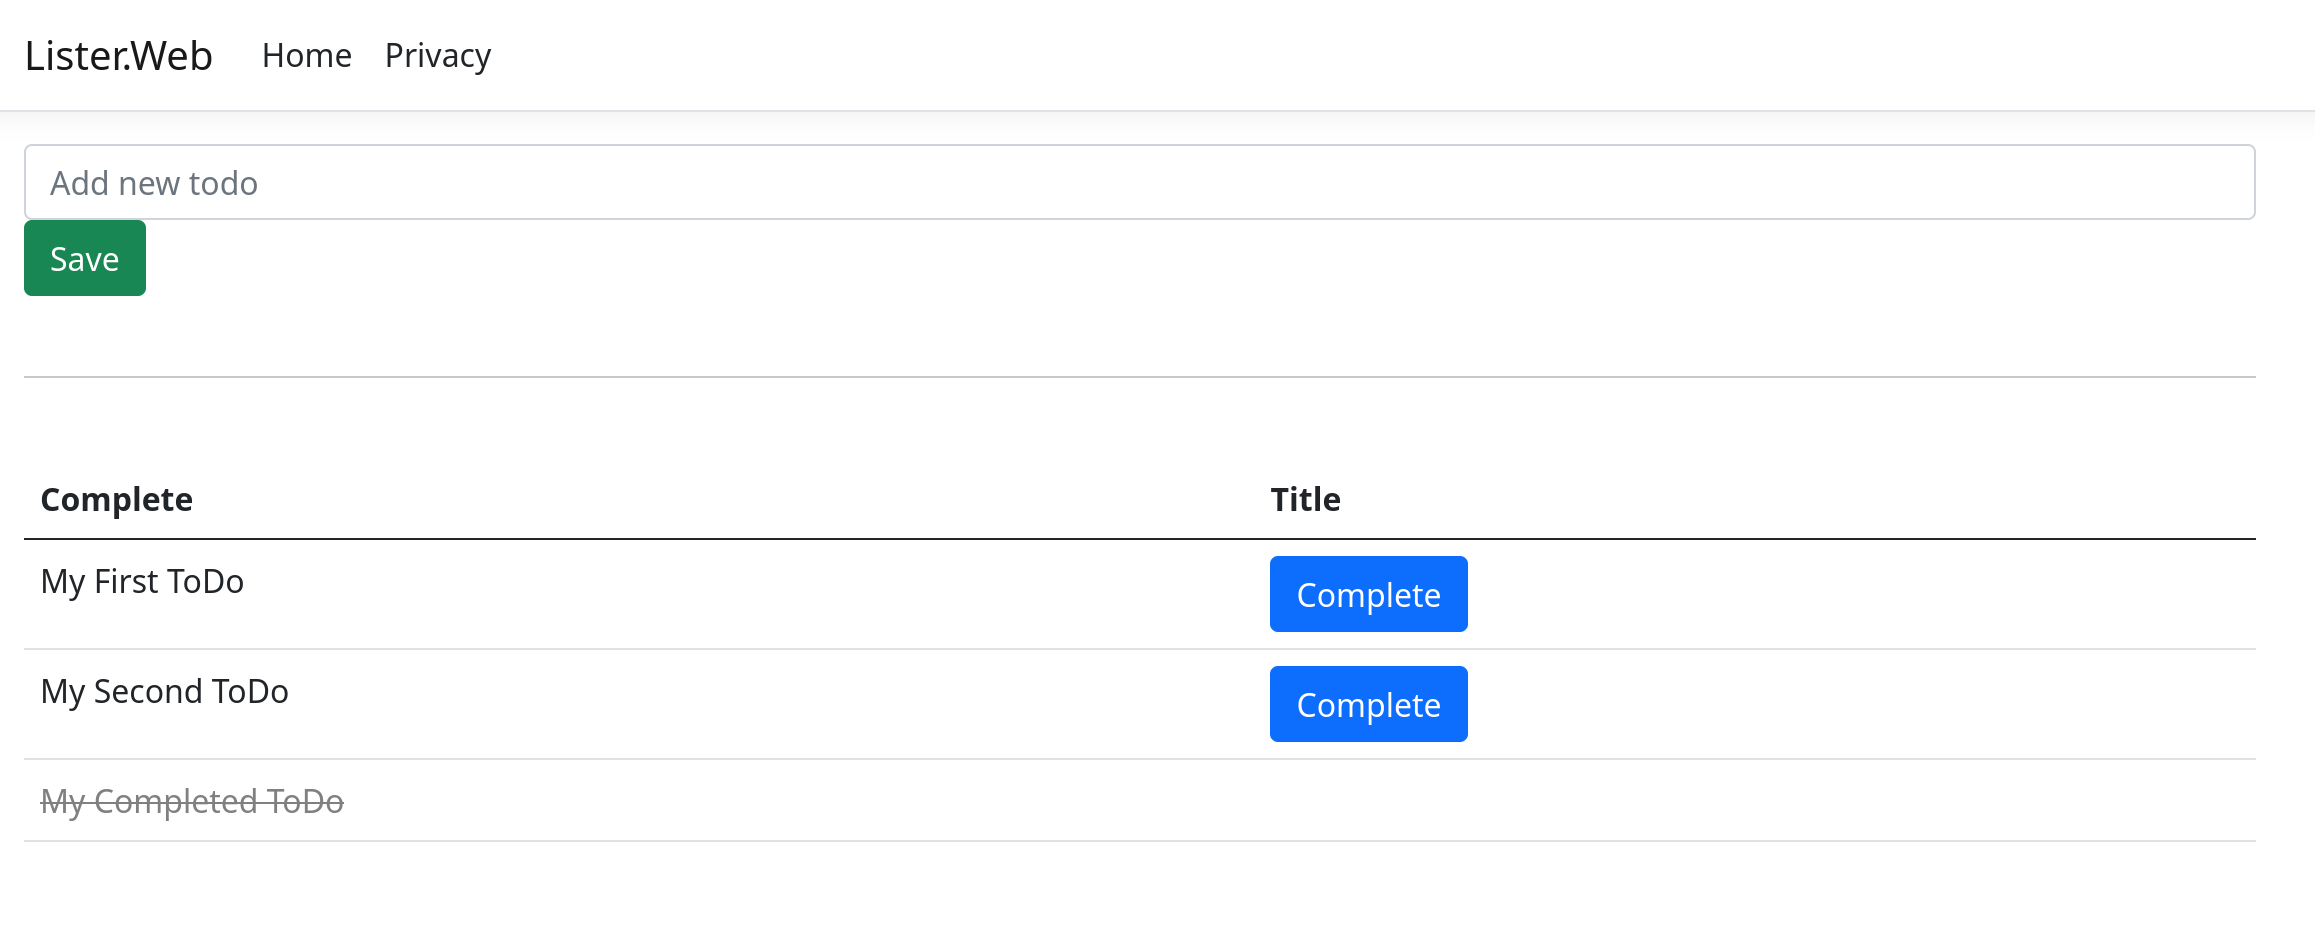 Lister.Web Home Privacy
Add new todo
Save
Complete Title
My First ToDo Complete
My Second ToDo Complete
My Completed ToDo